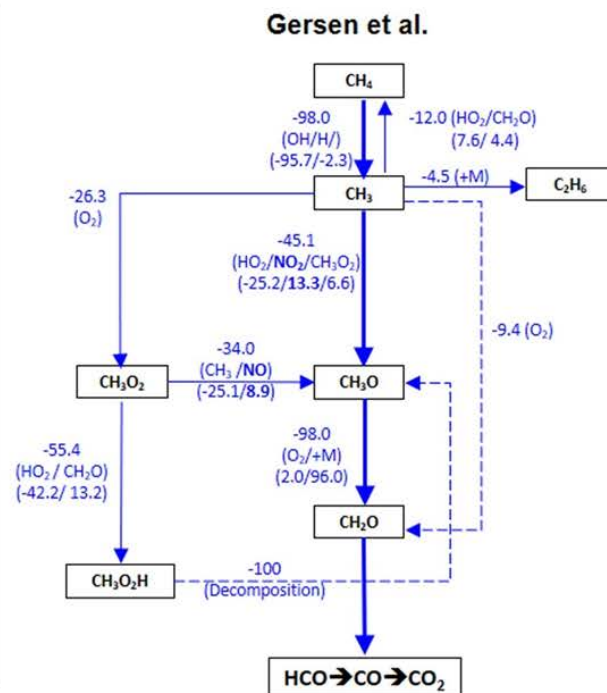 Gersen et al.
CH₄
-98.0
(OH/H/)
(-95.7/-2.3)
-12.0 (HO₂/CH₂O)
(7.6/ 4.4)
-26.3
(O₂)
CH₃
-4.5 (+M)
C₂H₆
-45.1
(HO₂/NO₂/CH₃O₂)
(-25.2/13.3/6.6)
-9.4 (O₂)
-34.0
(CH₃ /NO)
(-25.1/8.9)
CH₃O₂
CH₃O
-55.4
(HO₂ / CH₂O)
(-42.2/ 13.2)
-98.0
(O₂/+M)
(2.0/96.0)
CH₂O
CH₃O₂H
-100
(Decomposition)
HCO➔CO➔CO₂